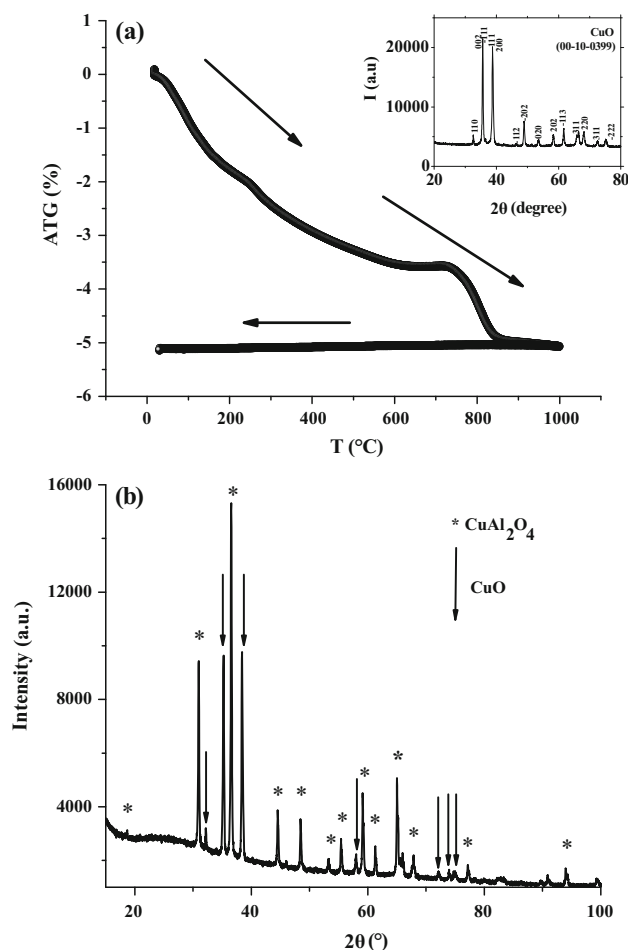 (a)
1
0
-1
-2
-3
-4
-5
-6
ATG (%)
0 200 400 600 800 1000
T (°C)
CuO
(00-10-0399)
20000
10000
0
I (a.u)
110
002
-111
111
200
112
-202
020
202
-113
311
220
311
-222
20 40 60 80
2θ (degree)
(b)
16000
12000
8000
4000
Intensity (a.u.)
* CuAl2O4
CuO
* * * * * * * * * * * * *
20 40 60 80 100
2θ (°)